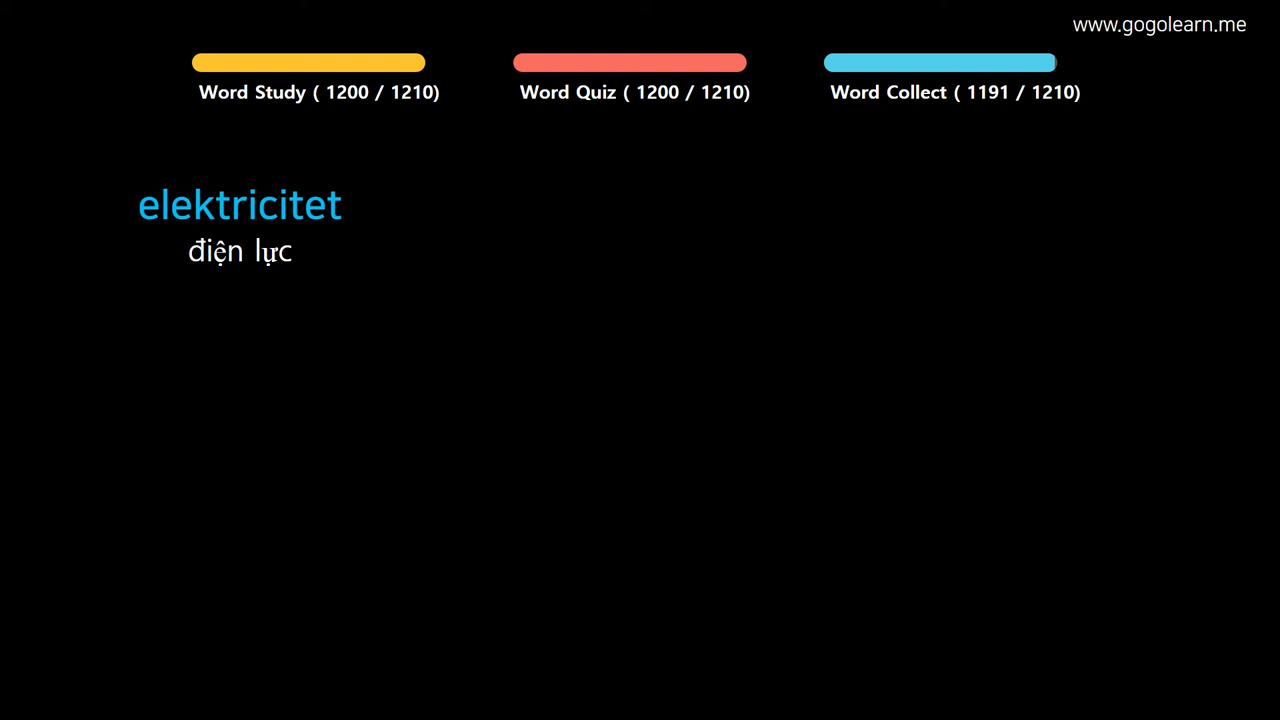 www.gogolearn.me
Word Study ( 1200 / 1210)
Word Quiz ( 1200 / 1210)
Word Collect ( 1191 / 1210)
elektricitet
điện lực